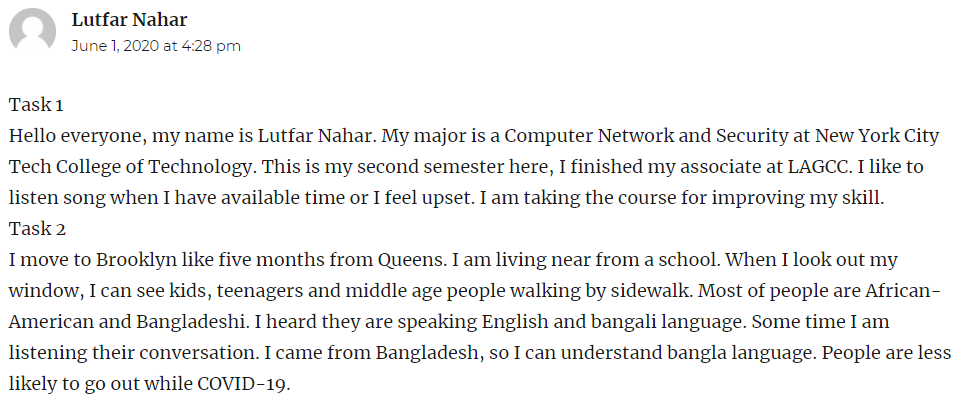 Lutfar Nahar
June 1, 2020 at 4:28 pm
Task 1
Hello everyone, my name is Lutfar Nahar. My major is a Computer Network and Security at New York City
Tech College of Technology. This is my second semester here, I finished my associate at LAGCC. I like to
listen song when I have available time or I feel upset. I am taking the course for improving my skill.
Task 2
I move to Brooklyn like five months from Queens. I am living near from a school. When I look out my
window, I can see kids, teenagers and middle age people walking by sidewalk. Most of people are African-
American and Bangladeshi. I heard they are speaking English and bangali language. Some time I am
listening their conversation. I came from Bangladesh, so I can understand bangla language. People are less
likely to go out while COVID-19.